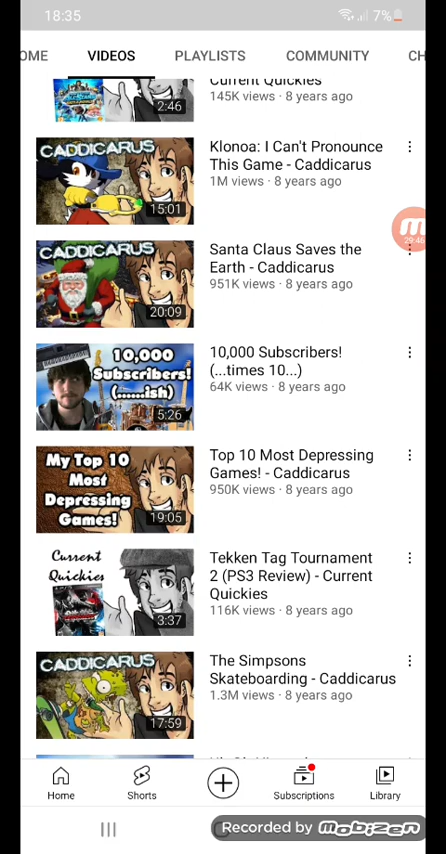 18:35
7%
OME VIDEOS PLAYLISTS COMMUNITY CH
Current Quickies
145K views · 8 years ago
2:46
CADDICARUS
15:01
Klonoa: I Can't Pronounce
This Game - Caddicarus
1M views · 8 years ago
29:46
CADDICARUS
20:09
Santa Claus Saves the
Earth - Caddicarus
951K views · 8 years ago
10,000
Subscribers!
(......ish)
5:26
10,000 Subscribers!
(...times 10...)
64K views · 8 years ago
My Top 10
Most
Depressing
Games!
19:05
Top 10 Most Depressing
Games! - Caddicarus
950K views · 8 years ago
Current
Quickies
3:37
Tekken Tag Tournament
2 (PS3 Review) - Current
Quickies
116K views · 8 years ago
CADDICARUS
17:59
The Simpsons
Skateboarding - Caddicarus
1.3M views · 8 years ago
Home
Shorts
Subscriptions
Library
Recorded by Mobizen